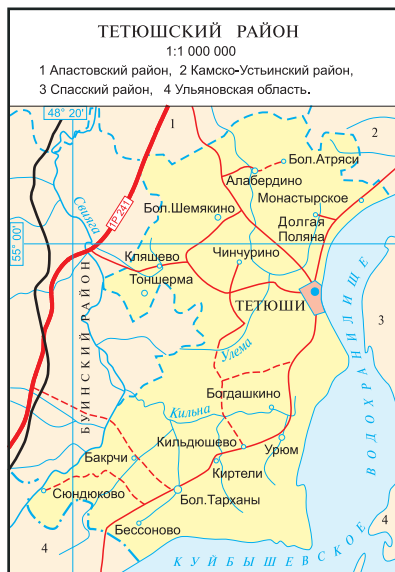 ТЕТЮШСКИЙ РАЙОН
1:1 000 000
1 Апастовский район, 2 Камско-Устьинский район,
3 Спасский район, 4 Ульяновская область.
48° 20'
1
2
Бол.Атряси
Алабердино
Монастырское
Свияга
1Р 241
Бол.Шемякино
Долгая
Поляна
55° 00'
Кляшево
Чинчурино
Тоншерма
ТЕТЮШИ
3
БУИНСКИЙ РАЙОН
Улема
Богдашкино
Кильна
Кильдюшево
Урюм
Бакрчи
Киртели
Сюндюково
Бол.Тарханы
Бессоново
4
4
КУЙБЫШЕВСКОЕ
ВОДОХРАНИЛИЩЕ